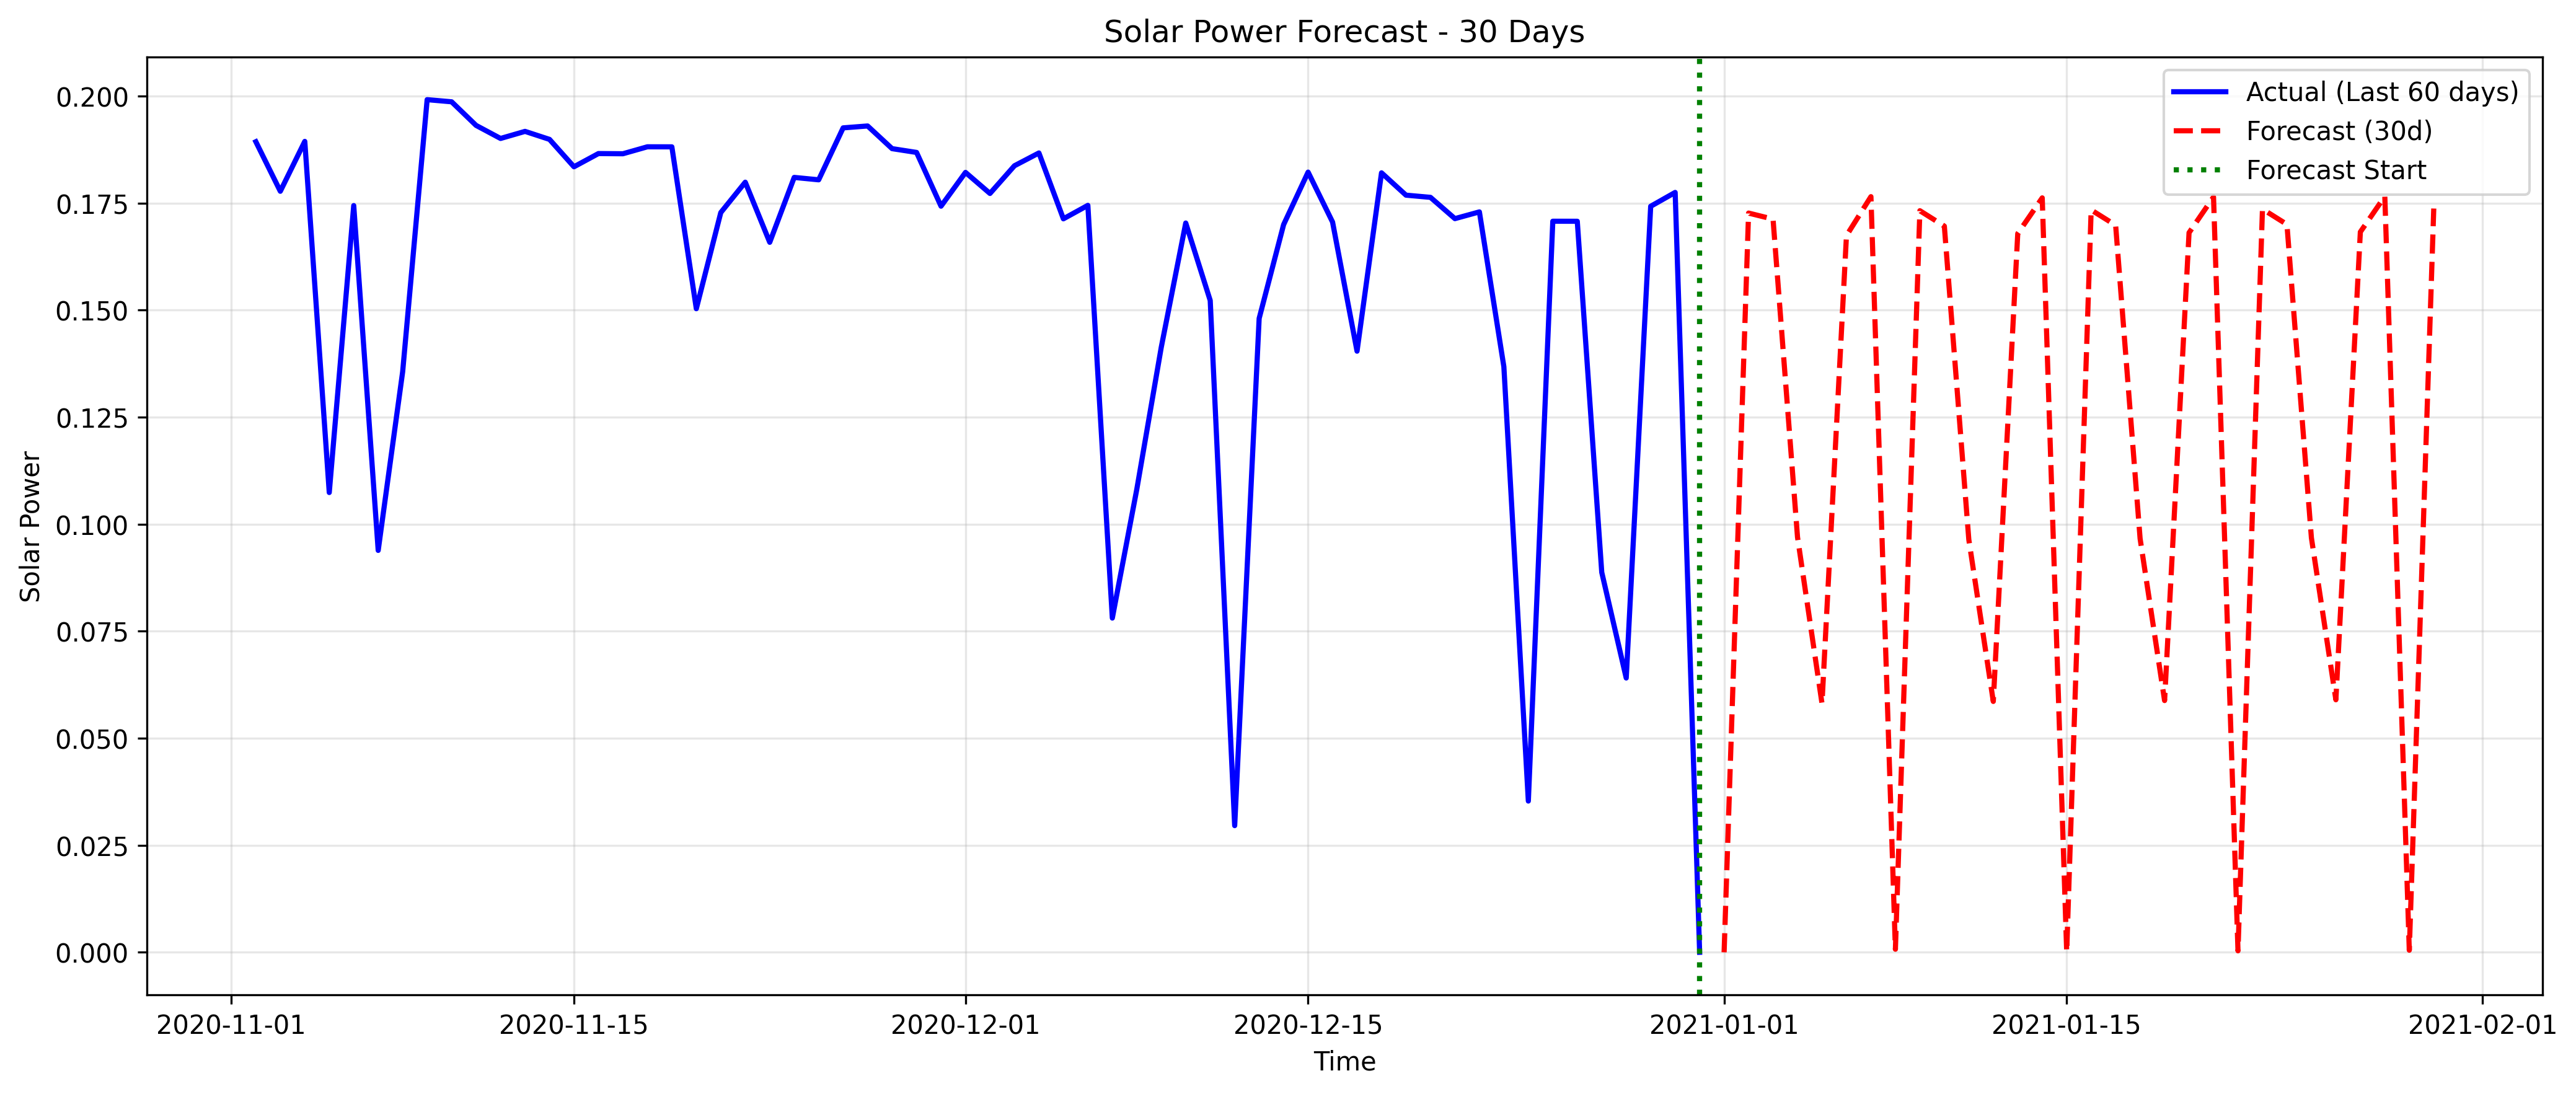 Solar Power Forecast - 30 Days
Actual (Last 60 days)
Forecast (30d)
Forecast Start
Solar Power
0.200
0.175
0.150
0.125
0.100
0.075
0.050
0.025
0.000
2020-11-01 2020-11-15 2020-12-01 2020-12-15 2021-01-01 2021-01-15 2021-02-01
Time